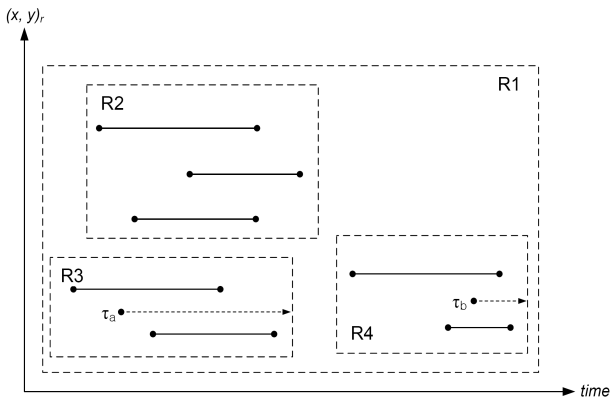 (x, y)r
R1
R2
R3
τa
τb
R4
time